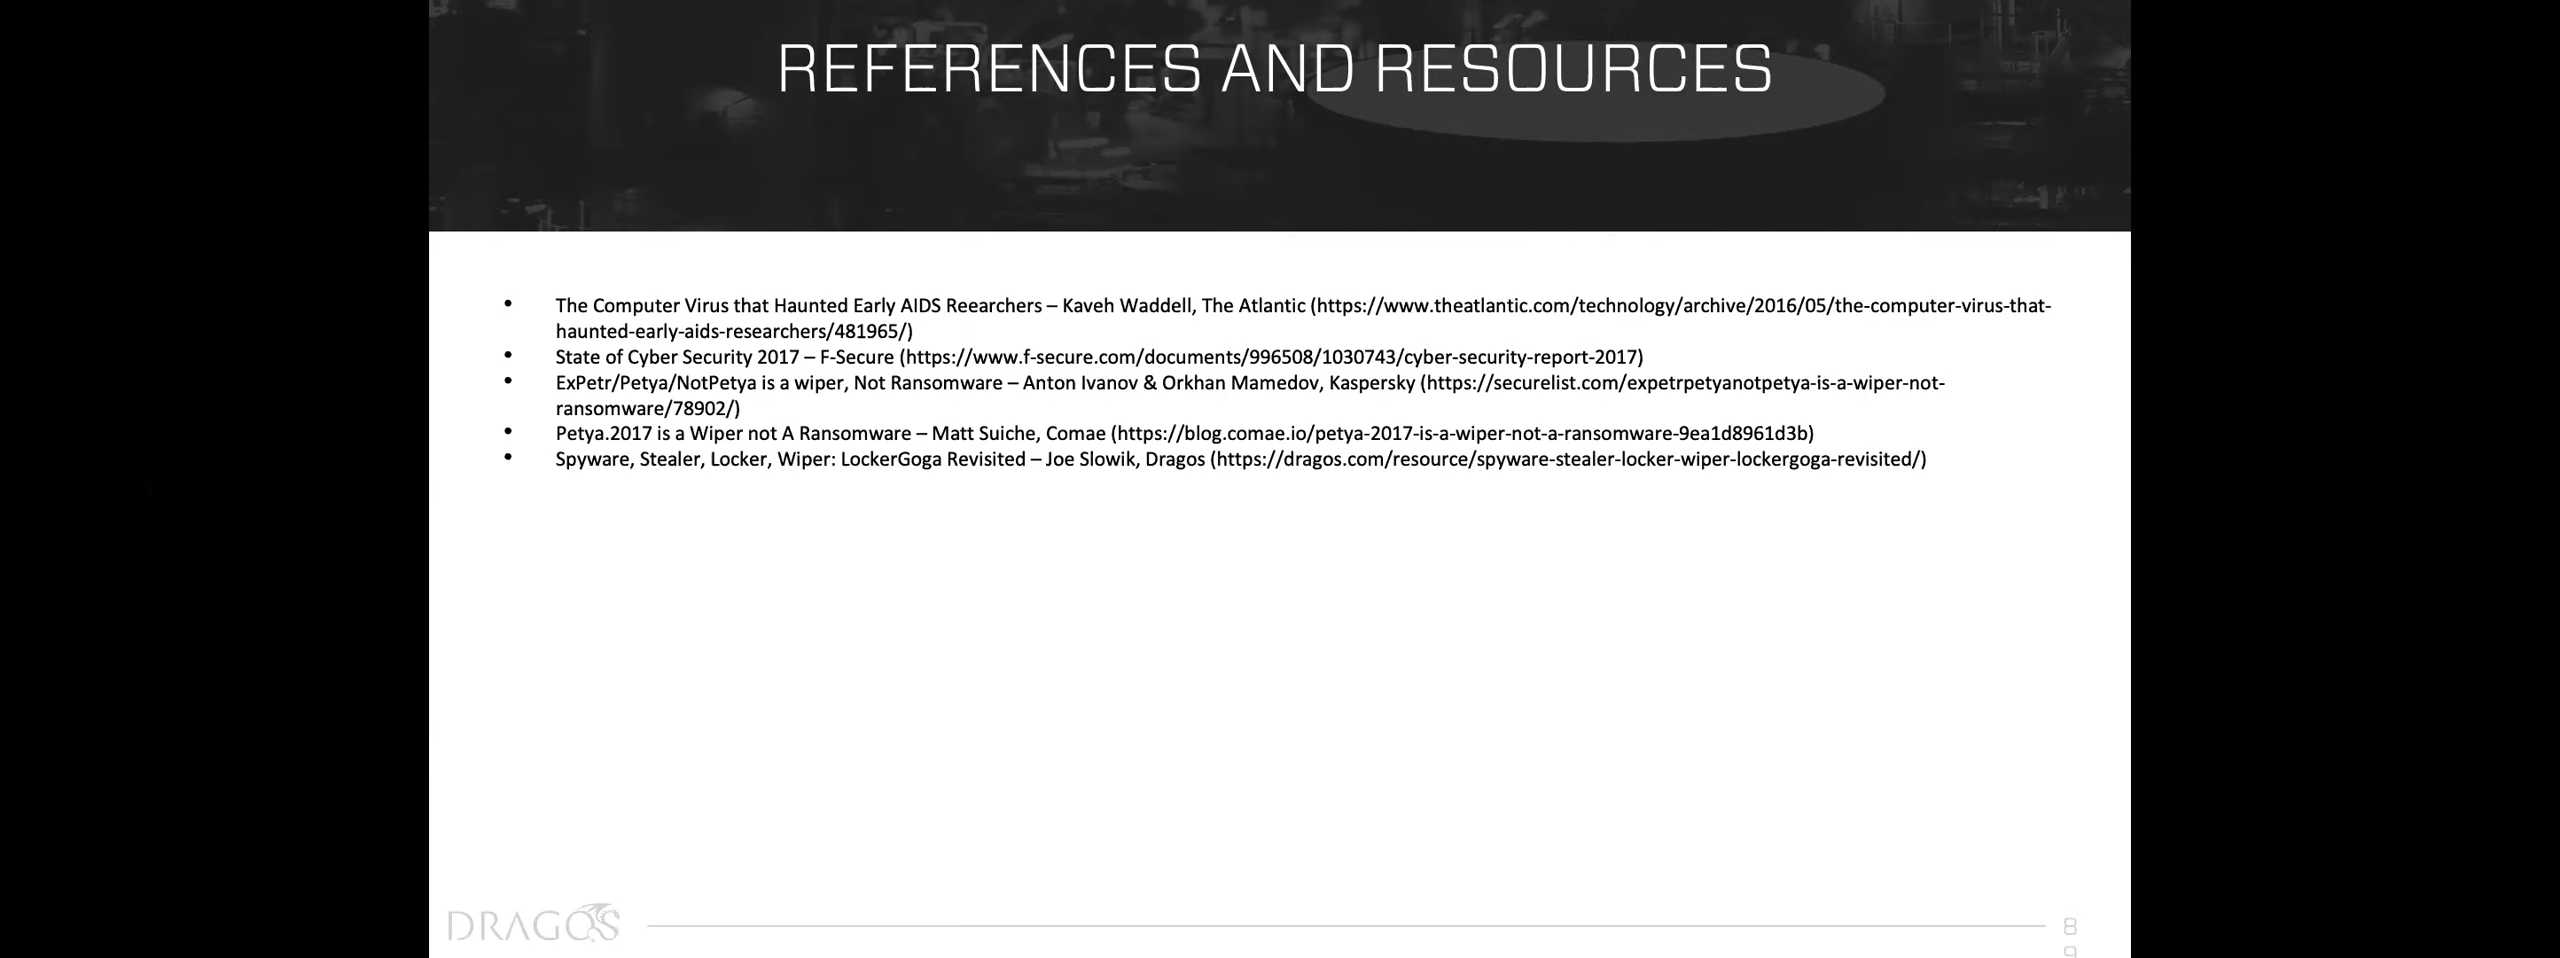 REFERENCES AND RESOURCES
• The Computer Virus that Haunted Early AIDS Reearchers – Kaveh Waddell, The Atlantic (https://www.theatlantic.com/technology/archive/2016/05/the-computer-virus-that-
haunted-early-aids-researchers/481965/)
• State of Cyber Security 2017 – F-Secure (https://www.f-secure.com/documents/996508/1030743/cyber-security-report-2017)
• ExPetr/Petya/NotPetya is a wiper, Not Ransomware – Anton Ivanov & Orkhan Mamedov, Kaspersky (https://securelist.com/expetrpetyanotpetya-is-a-wiper-not-
ransomware/78902/)
• Petya.2017 is a Wiper not A Ransomware – Matt Suiche, Comae (https://blog.comae.io/petya-2017-is-a-wiper-not-a-ransomware-9ea1d8961d3b)
• Spyware, Stealer, Locker, Wiper: LockerGoga Revisited – Joe Slowik, Dragos (https://dragos.com/resource/spyware-stealer-locker-wiper-lockergoga-revisited/)
DRAGOS
8
9